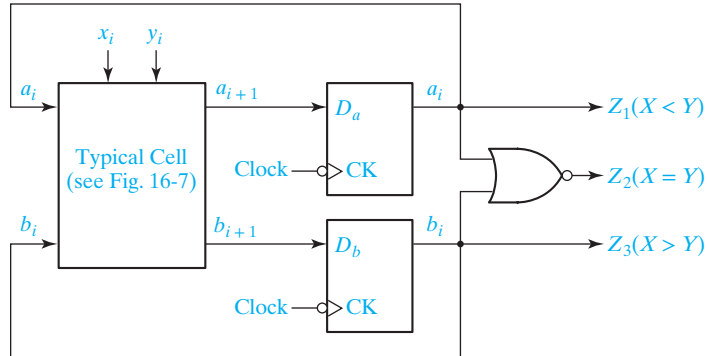 x_i y_i
a_i a_{i+1} a_i
D_a Z_1(X < Y)
Typical Cell
(see Fig. 16-7)
Clock CK
Z_2(X = Y)
b_i b_{i+1} b_i
D_b Z_3(X > Y)
Clock CK